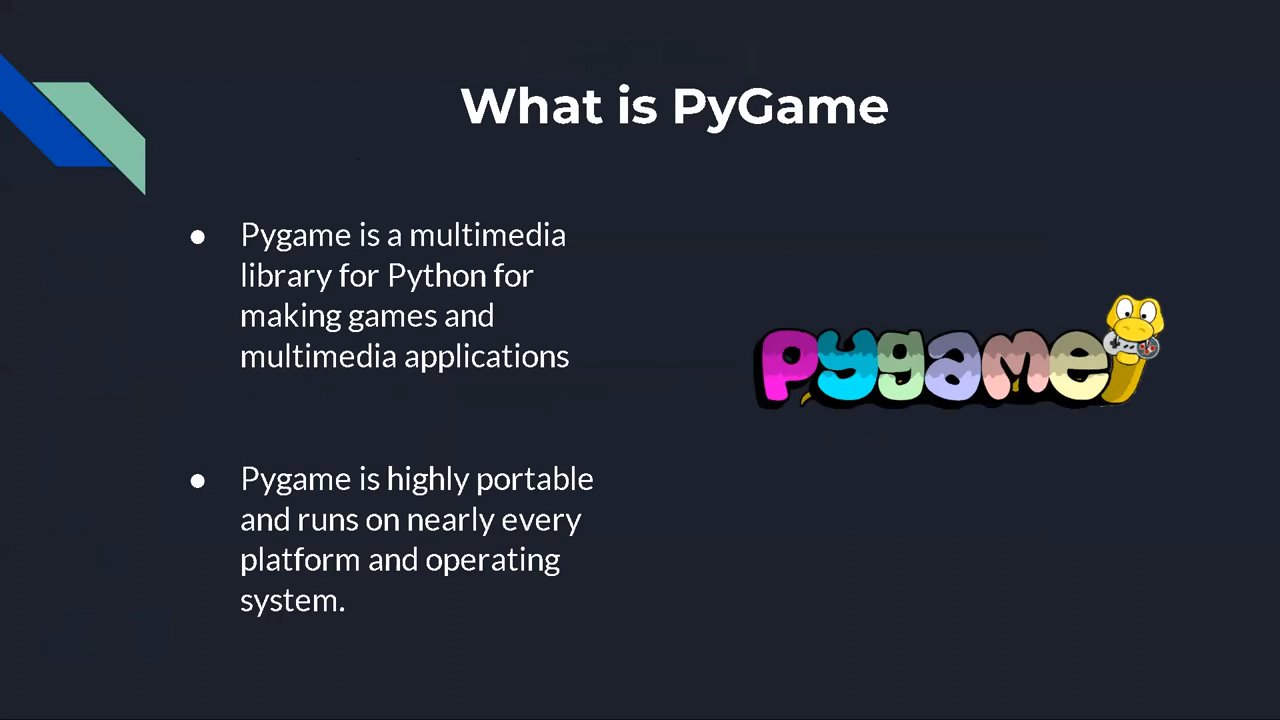 What is PyGame
● Pygame is a multimedia
library for Python for
making games and
multimedia applications
pygame
● Pygame is highly portable
and runs on nearly every
platform and operating
system.